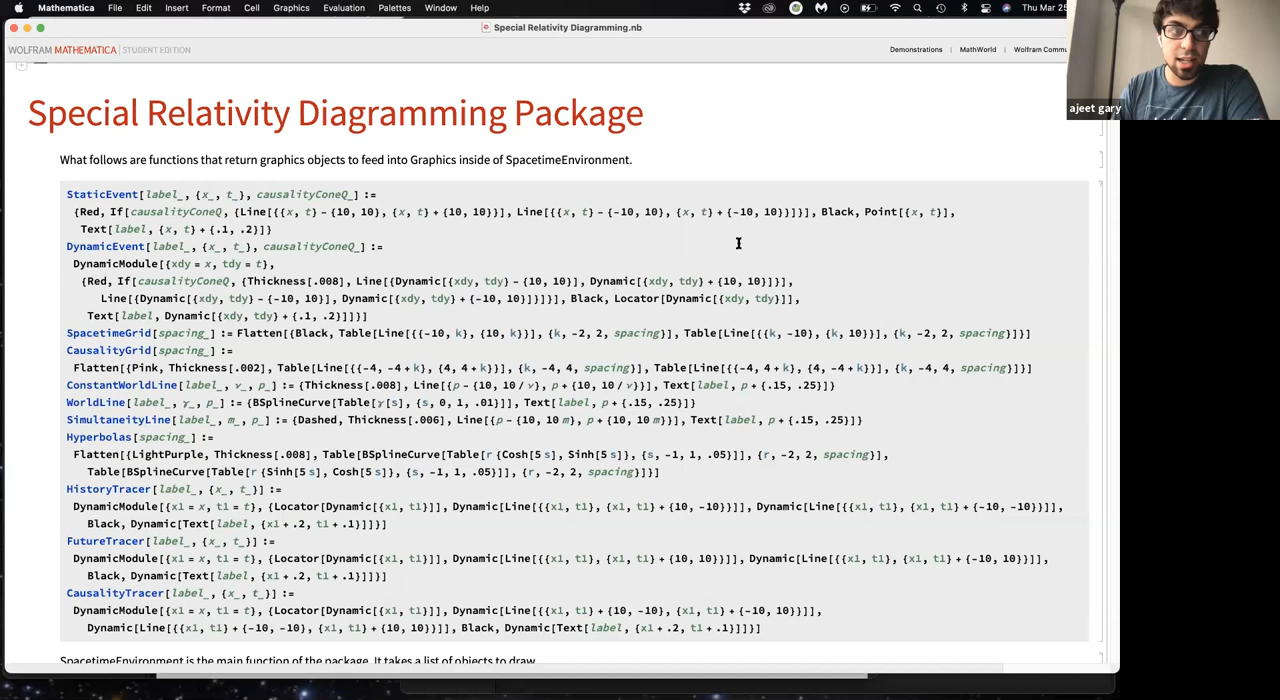 Mathematica File Edit Insert Format Cell Graphics Evaluation Palettes Window Help Thu Mar 25
Special Relativity Diagramming.nb
WOLFRAM MATHEMATICA | STUDENT EDITION Demonstrations | MathWorld | Wolfram Commu
ajeet gary
Special Relativity Diagramming Package
What follows are functions that return graphics objects to feed into Graphics inside of SpacetimeEnvironment.
StaticEvent[label_, {x_, t_}, causalityConeQ_] :=
{Red, If[causalityConeQ, {Line[{{x, t} - {10, 10}, {x, t} + {10, 10}}], Line[{{x, t} - {-10, 10}, {x, t} + {-10, 10}}]}], Black, Point[{x, t}],
Text[label, {x, t} + {.1, .2}]}
DynamicEvent[label_, {x_, t_}, causalityConeQ_] :=
DynamicModule[{xdy = x, tdy = t},
{Red, If[causalityConeQ, {Thickness[.008], Line[{Dynamic[{xdy, tdy} - {10, 10}], Dynamic[{xdy, tdy} + {10, 10}]}],
Line[{Dynamic[{xdy, tdy} - {-10, 10}], Dynamic[{xdy, tdy} + {-10, 10}]}]}], Black, Locator[Dynamic[{xdy, tdy}]],
Text[label, Dynamic[{xdy, tdy} + {.1, .2}]]}]
SpacetimeGrid[spacing_] := Flatten[{Black, Table[Line[{{-10, k}, {10, k}}], {k, -2, 2, spacing}], Table[Line[{{k, -10}, {k, 10}}], {k, -2, 2, spacing}]}]
CausalityGrid[spacing_] :=
Flatten[{Pink, Thickness[.002], Table[Line[{{-4, -4 + k}, {4, 4 + k}}], {k, -4, 4, spacing}], Table[Line[{{-4, 4 + k}, {4, -4 + k}}], {k, -4, 4, spacing}]}]
ConstantWorldLine[label_, v_, p_] := {Thickness[.008], Line[{p - {10, 10 / v}, p + {10, 10 / v}}], Text[label, p + {.15, .25}]}
WorldLine[label_, γ_, p_] := {BSplineCurve[Table[γ[s], {s, 0, 1, .01}]], Text[label, p + {.15, .25}]}
SimultaneityLine[label_, m_, p_] := {Dashed, Thickness[.006], Line[{p - {10, 10 m}, p + {10, 10 m}}], Text[label, p + {.15, .25}]}
Hyperbolas[spacing_] :=
Flatten[{LightPurple, Thickness[.008], Table[BSplineCurve[Table[r {Cosh[5 s], Sinh[5 s]}, {s, -1, 1, .05}]], {r, -2, 2, spacing}],
Table[BSplineCurve[Table[r {Sinh[5 s], Cosh[5 s]}, {s, -1, 1, .05}]], {r, -2, 2, spacing}]}]
HistoryTracer[label_, {x_, t_}] :=
DynamicModule[{x1 = x, t1 = t}, {Locator[Dynamic[{x1, t1}]], Dynamic[Line[{{x1, t1}, {x1, t1} + {10, -10}}]], Dynamic[Line[{{x1, t1}, {x1, t1} + {-10, -10}}]],
Black, Dynamic[Text[label, {x1 + .2, t1 + .1}]]}]
FutureTracer[label_, {x_, t_}] :=
DynamicModule[{x1 = x, t1 = t}, {Locator[Dynamic[{x1, t1}]], Dynamic[Line[{{x1, t1}, {x1, t1} + {10, 10}}]], Dynamic[Line[{{x1, t1}, {x1, t1} + {-10, 10}}]],
Black, Dynamic[Text[label, {x1 + .2, t1 + .1}]]}]
CausalityTracer[label_, {x_, t_}] :=
DynamicModule[{x1 = x, t1 = t}, {Locator[Dynamic[{x1, t1}]], Dynamic[Line[{{x1, t1} + {10, -10}, {x1, t1} + {-10, 10}}]],
Dynamic[Line[{{x1, t1} + {-10, -10}, {x1, t1} + {10, 10}}]], Black, Dynamic[Text[label, {x1 + .2, t1 + .1}]]}]
SpacetimeEnvironment is the main function of the package. It takes a list of objects to draw